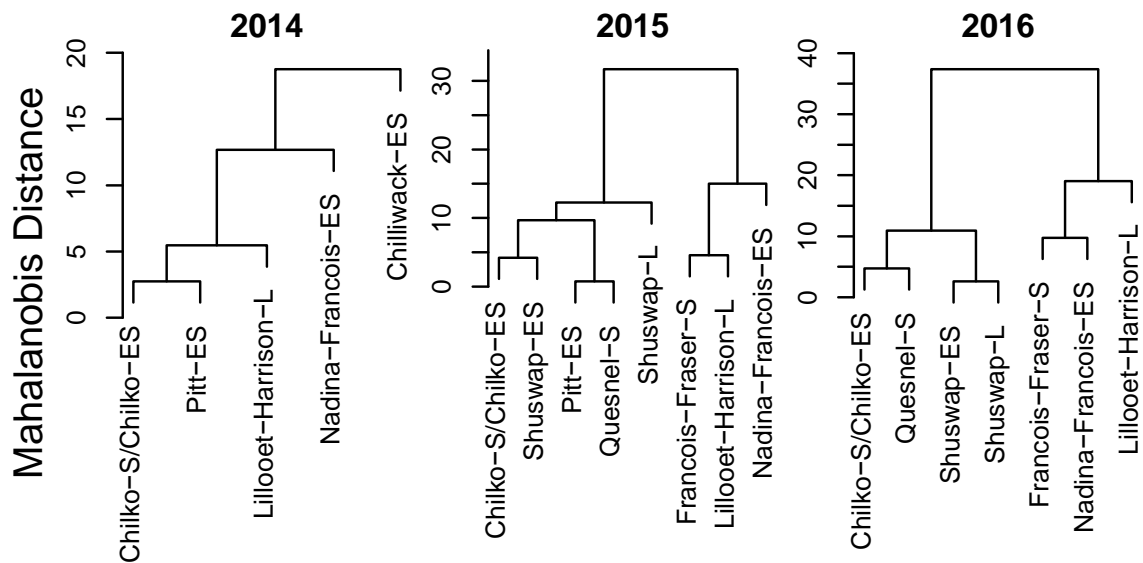 2014
2015
2016
Mahalanobis Distance
0
5
10
15
20
Chilko−S/Chilko−ES
Pitt−ES
Lillooet−Harrison−L
Nadina−Francois−ES
Chilliwack−ES
0
10
20
30
Chilko−S/Chilko−ES
Shuswap−ES
Pitt−ES
Quesnel−S
Shuswap−L
Francois−Fraser−S
Lillooet−Harrison−L
Nadina−Francois−ES
0
10
20
30
40
Chilko−S/Chilko−ES
Quesnel−S
Shuswap−ES
Shuswap−L
Francois−Fraser−S
Nadina−Francois−ES
Lillooet−Harrison−L